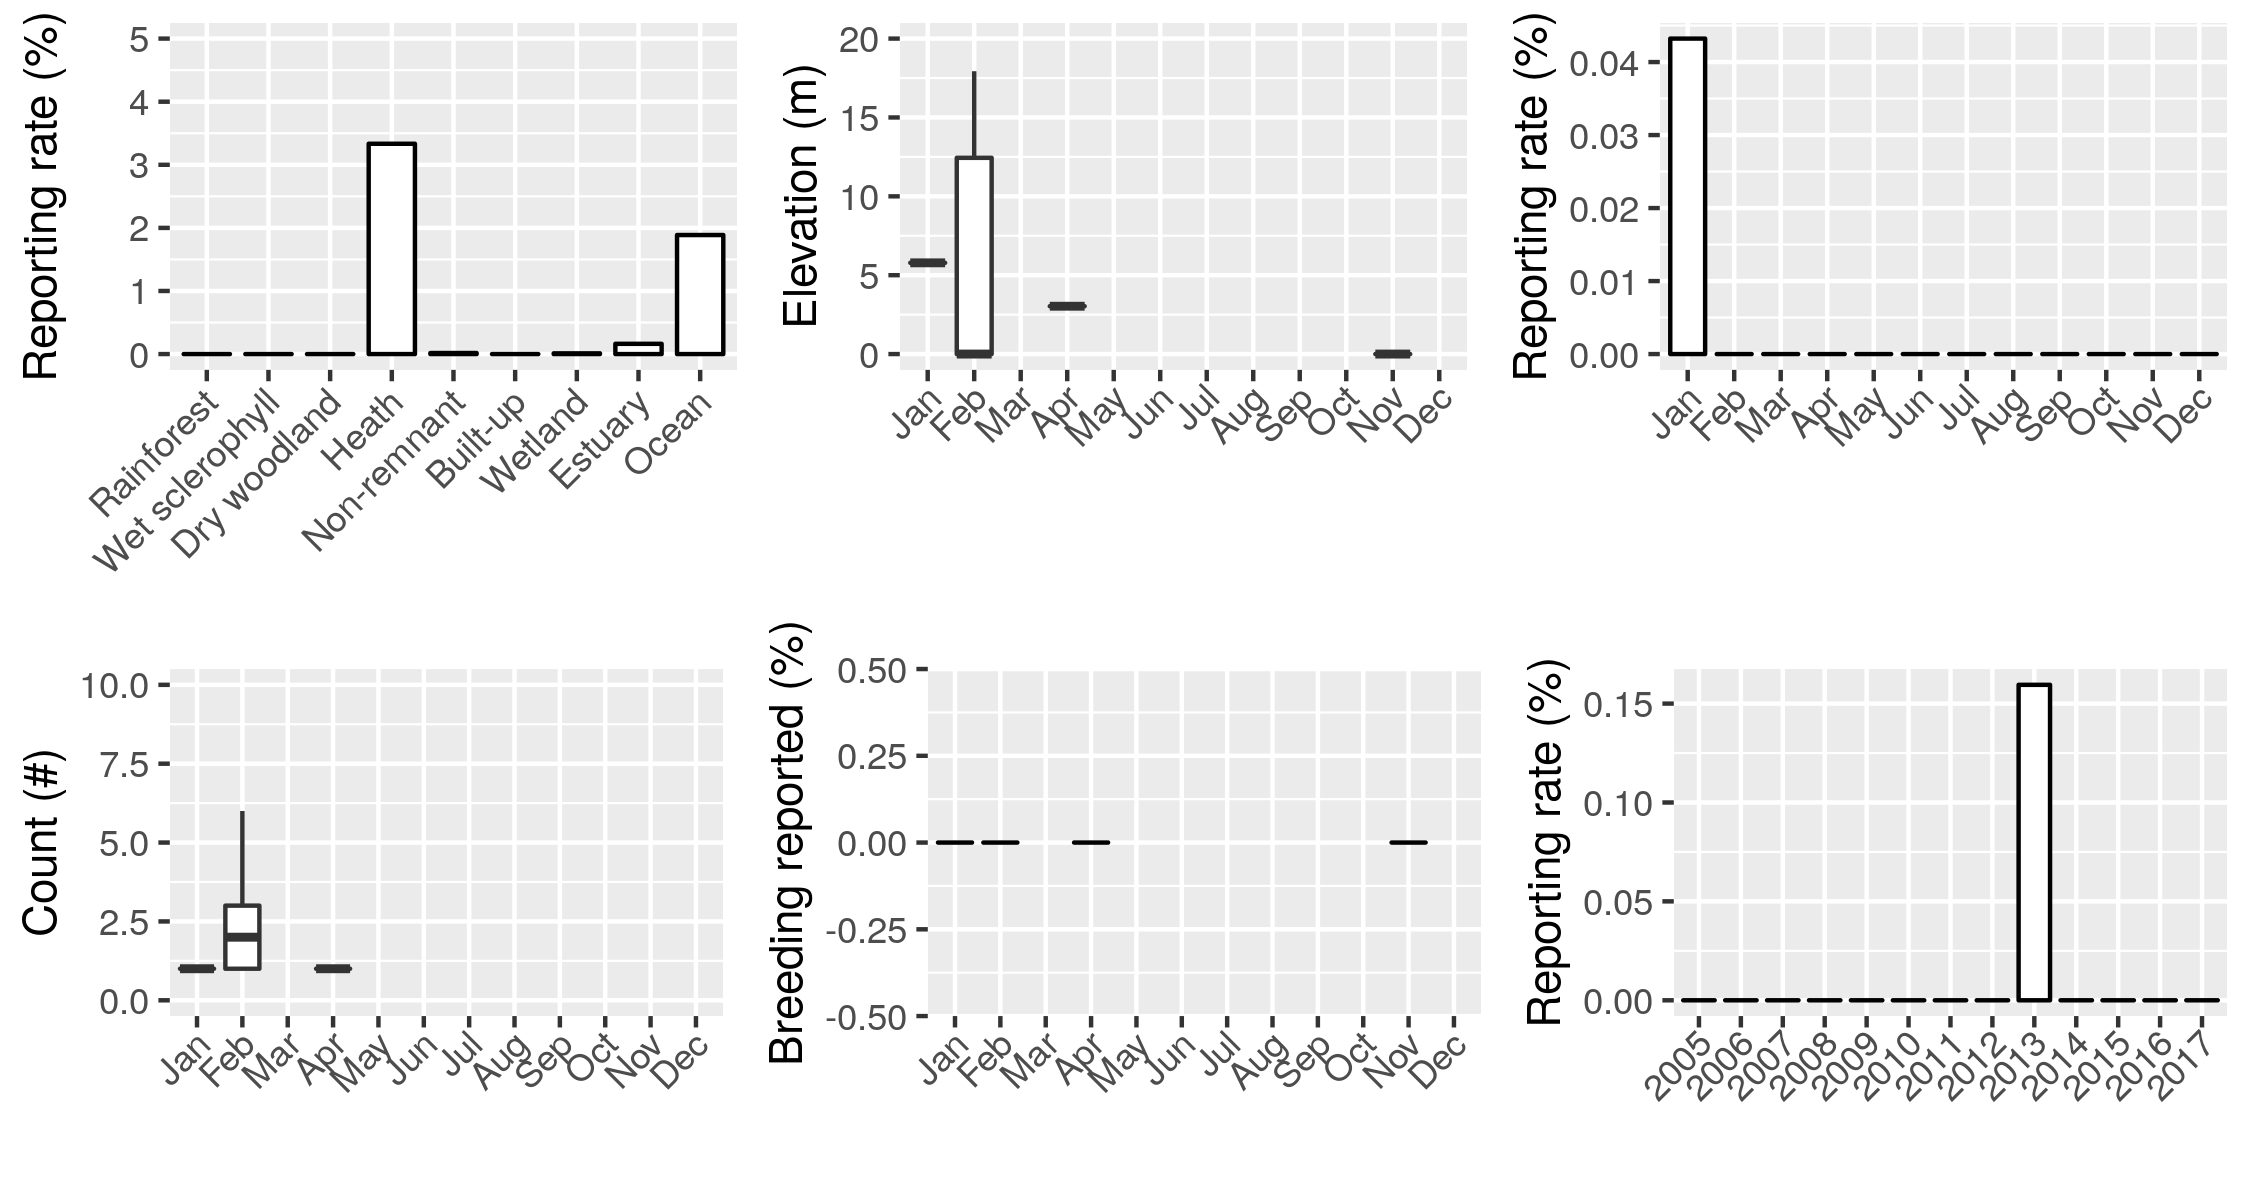 Reporting rate (%)
5
4
3
2
1
0
Rainforest
Wet sclerophyll
Dry woodland
Heath
Non-remnant
Built-up
Wetland
Estuary
Ocean
Elevation (m)
20
15
10
5
0
Jan
Feb
Mar
Apr
May
Jun
Jul
Aug
Sep
Oct
Nov
Dec
Reporting rate (%)
0.04
0.03
0.02
0.01
0.00
Jan
Feb
Mar
Apr
May
Jun
Jul
Aug
Sep
Oct
Nov
Dec
Count (#)
10.0
7.5
5.0
2.5
0.0
Jan
Feb
Mar
Apr
May
Jun
Jul
Aug
Sep
Oct
Nov
Dec
Breeding reported (%)
0.50
0.25
0.00
-0.25
-0.50
Jan
Feb
Mar
Apr
May
Jun
Jul
Aug
Sep
Oct
Nov
Dec
Reporting rate (%)
0.15
0.10
0.05
0.00
2005
2006
2007
2008
2009
2010
2011
2012
2013
2014
2015
2016
2017